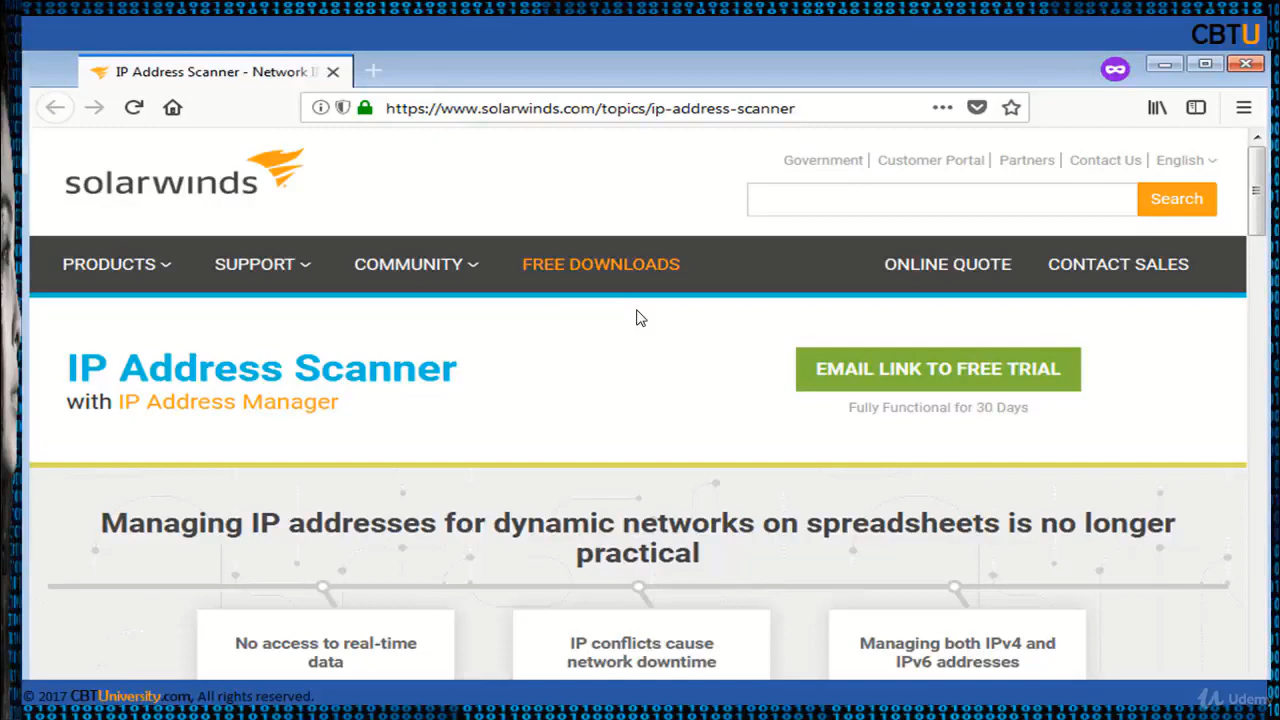 CBTU
IP Address Scanner - Network I
https://www.solarwinds.com/topics/ip-address-scanner
solarwinds
Government | Customer Portal | Partners | Contact Us | English
Search
PRODUCTS SUPPORT COMMUNITY FREE DOWNLOADS ONLINE QUOTE CONTACT SALES
IP Address Scanner
with IP Address Manager
EMAIL LINK TO FREE TRIAL
Fully Functional for 30 Days
Managing IP addresses for dynamic networks on spreadsheets is no longer
practical
No access to real-time
data
IP conflicts cause
network downtime
Managing both IPv4 and
IPv6 addresses
© 2017 CBTUniversity.com, All rights reserved.
Udemy